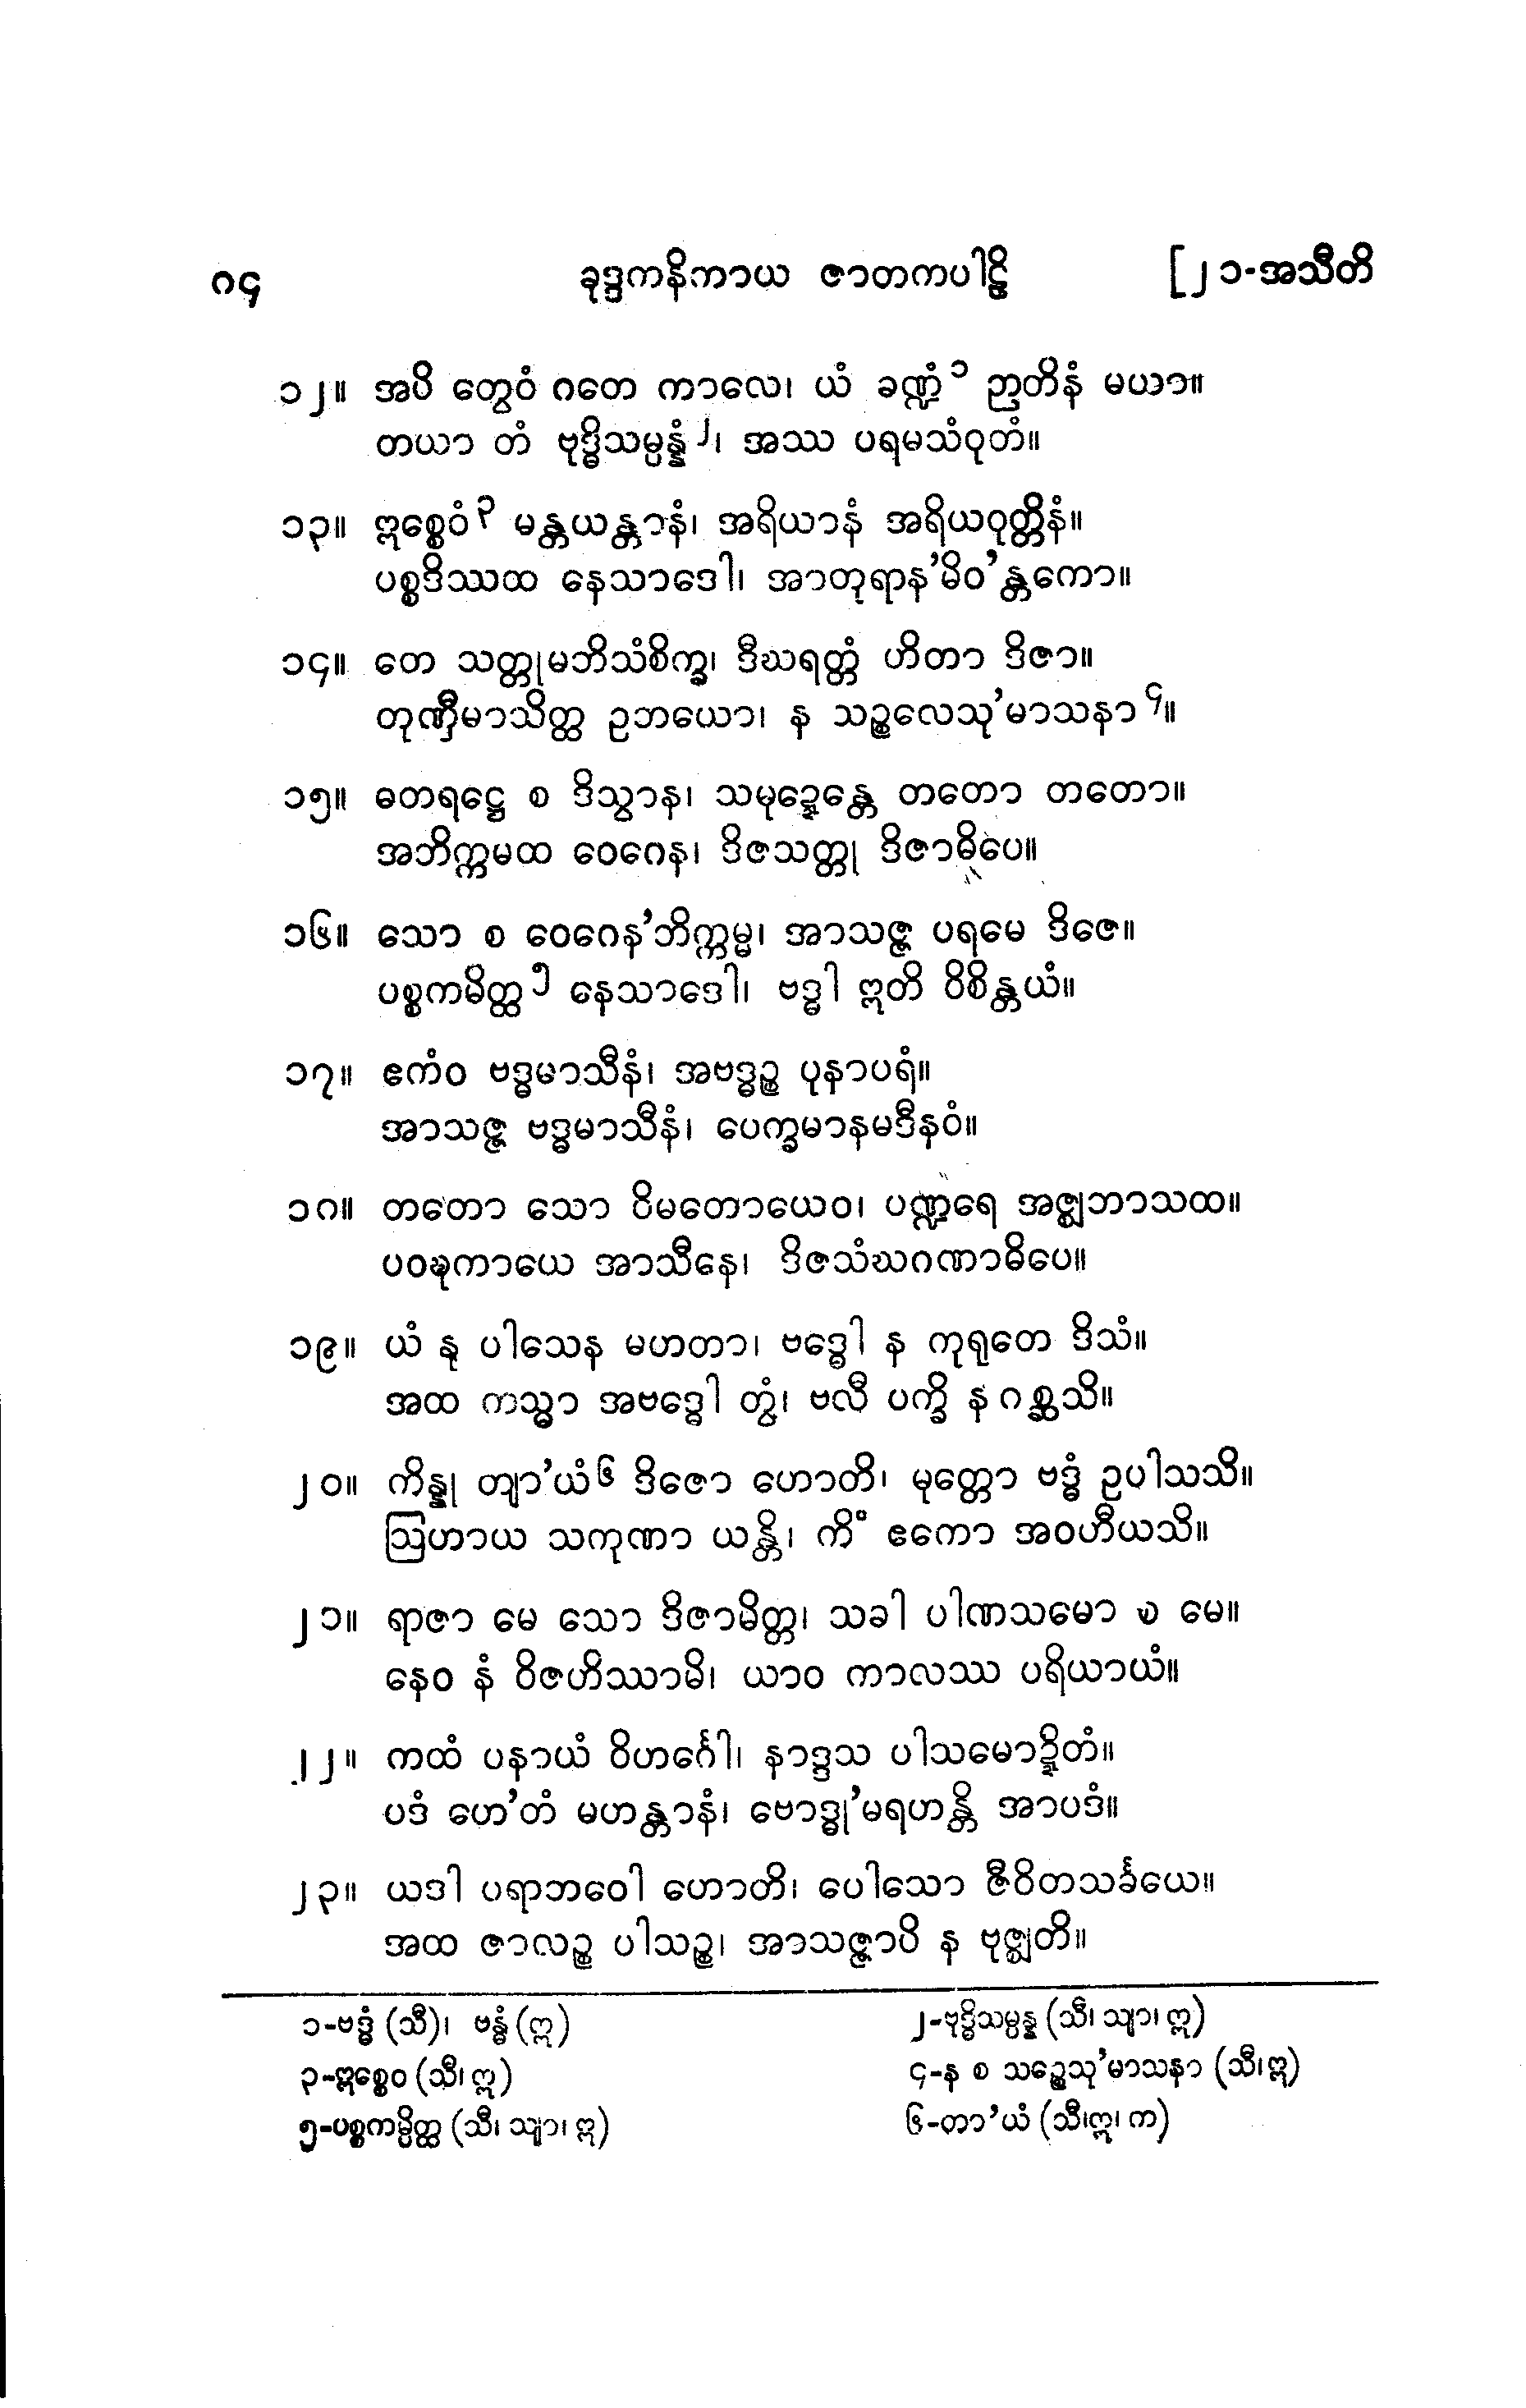 ၈၄ ခုဒ္ဒကနိကာယ ဇာတကပါဠိ [၂၁-အသီတိ
၁၂။ အပိ တွေဝံ ဂတေ ကာလေ၊ ယံ ခဏ္ဍံ ၁ ဉာတိနံ မယာ။
တယာ တံ ဗုဒ္ဓိသမ္ပန္နံ ၂၊ အဿ ပရမသံဝုတံ။
၁၃။ ဣစ္စေဝံ ၃ မန္တယန္တာနံ၊ အရိယာနံ အရိယဝုတ္တိနံ။
ပစ္စဒိဿထ နေသာဒေါ၊ အာတုရာန’မိဝ’န္တကော။
၁၄။ တေ သတ္တုမဘိသံစိက္ခ၊ ဒီဃရတ္တံ ဟိတာ ဒိဇာ။
တုဏှီမာသိတ္ထ ဥဘယော၊ န သဉ္စလေသု’မာသနာ ၄။
၁၅။ ဓတရဋ္ဌေ စ ဒိသွာန၊ သမုဍ္ဍေန္တေ တတော တတော။
အဘိက္ကမထ ဝေဂေန၊ ဒိဇသတ္တု ဒိဇာဓိပေ။
၁၆။ သော စ ဝေဂေန’ဘိက္ကမ္မ၊ အာသဇ္ဇ ပရမေ ဒိဇေ။
ပစ္စကမိတ္ထ ၅ နေသာဒေါ၊ ဗဒ္ဓါ ဣတိ ဝိစိန္တယံ။
၁၇။ ဧကံဝ ဗဒ္ဓမာသီနံ၊ အဗဒ္ဓဉ္စ ပုနာပရံ။
အာသဇ္ဇ ဗဒ္ဓမာသီနံ၊ ပေက္ခမာနမဒီနဝံ။
၁၈။ တတော သော ဝိမတောယေဝ၊ ပဏ္ဍရေ အဇ္ဈဘာသထ။
ပဝဍ္ဎကာယေ အာသီနေ၊ ဒိဇသံဃဂဏာဓိပေ။
၁၉။ ယံ နု ပါသေန မဟတာ၊ ဗဒ္ဓေါ န ကုရုတေ ဒိသံ။
အထ ကသ္မာ အဗဒ္ဓေါ တွံ၊ ဗလီ ပက္ခိ န ဂစ္ဆသိ။
၂၀။ ကိန္နု တျာ’ယံ ၆ ဒိဇော ဟောတိ၊ မုတ္တော ဗဒ္ဓံ ဥပါသသိ။
ဩဟာယ သကုဏာ ယန္တိ၊ ကိံ ဧကော အဝဟီယသိ။
၂၁။ ရာဇာ မေ သော ဒိဇာမိတ္တ၊ သခါ ပါဏသမော စ မေ။
နေဝ နံ ဝိဇဟိဿာမိ၊ ယာဝ ကာလဿ ပရိယာယံ။
၂၂။ ကထံ ပနာယံ ဝိဟင်္ဂေါ၊ နာဒ္ဒသ ပါသမောဍ္ဍိတံ။
ပဒံ ဟေ’တံ မဟန္တာနံ၊ ဗောဒ္ဓု’မရဟန္တိ အာပဒံ။
၂၃။ ယဒါ ပရာဘဝေါ ဟောတိ၊ ပေါသော ဇီဝိတသင်္ခယေ။
အထ ဇာလဉ္စ ပါသဉ္စ၊ အာသဇ္ဇာပိ န ဗုဇ္ဈတိ။
၁-ဗဒ္ဓံ (သီ)၊ ဗန္ဓံ (ဣ) ၂-ဗုဒ္ဓိသမ္ပန္န (သီ၊ သျာ၊ ဣ)
၃-ဣစ္စေဝ (သီ၊ ဣ) ၄-န စ သဉ္စေသု’မာသနာ (သီ၊ ဣ)
၅-ပစ္စကမ္ပိတ္ထ (သီ၊ သျာ၊ ဣ) ၆-တာ’ယံ (သီ၊ ဣ၊ က)